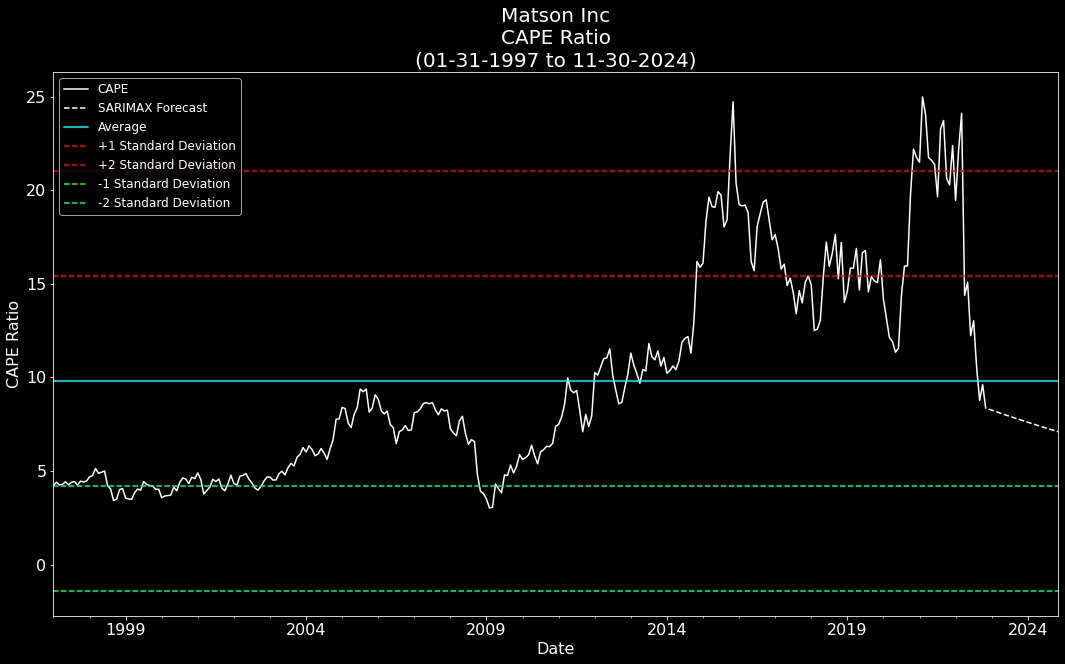 Matson Inc
CAPE Ratio
(01-31-1997 to 11-30-2024)
CAPE
SARIMAX Forecast
Average
+1 Standard Deviation
+2 Standard Deviation
-1 Standard Deviation
-2 Standard Deviation
CAPE Ratio
25
20
15
10
5
0
1999
2004
2009
2014
2019
2024
Date